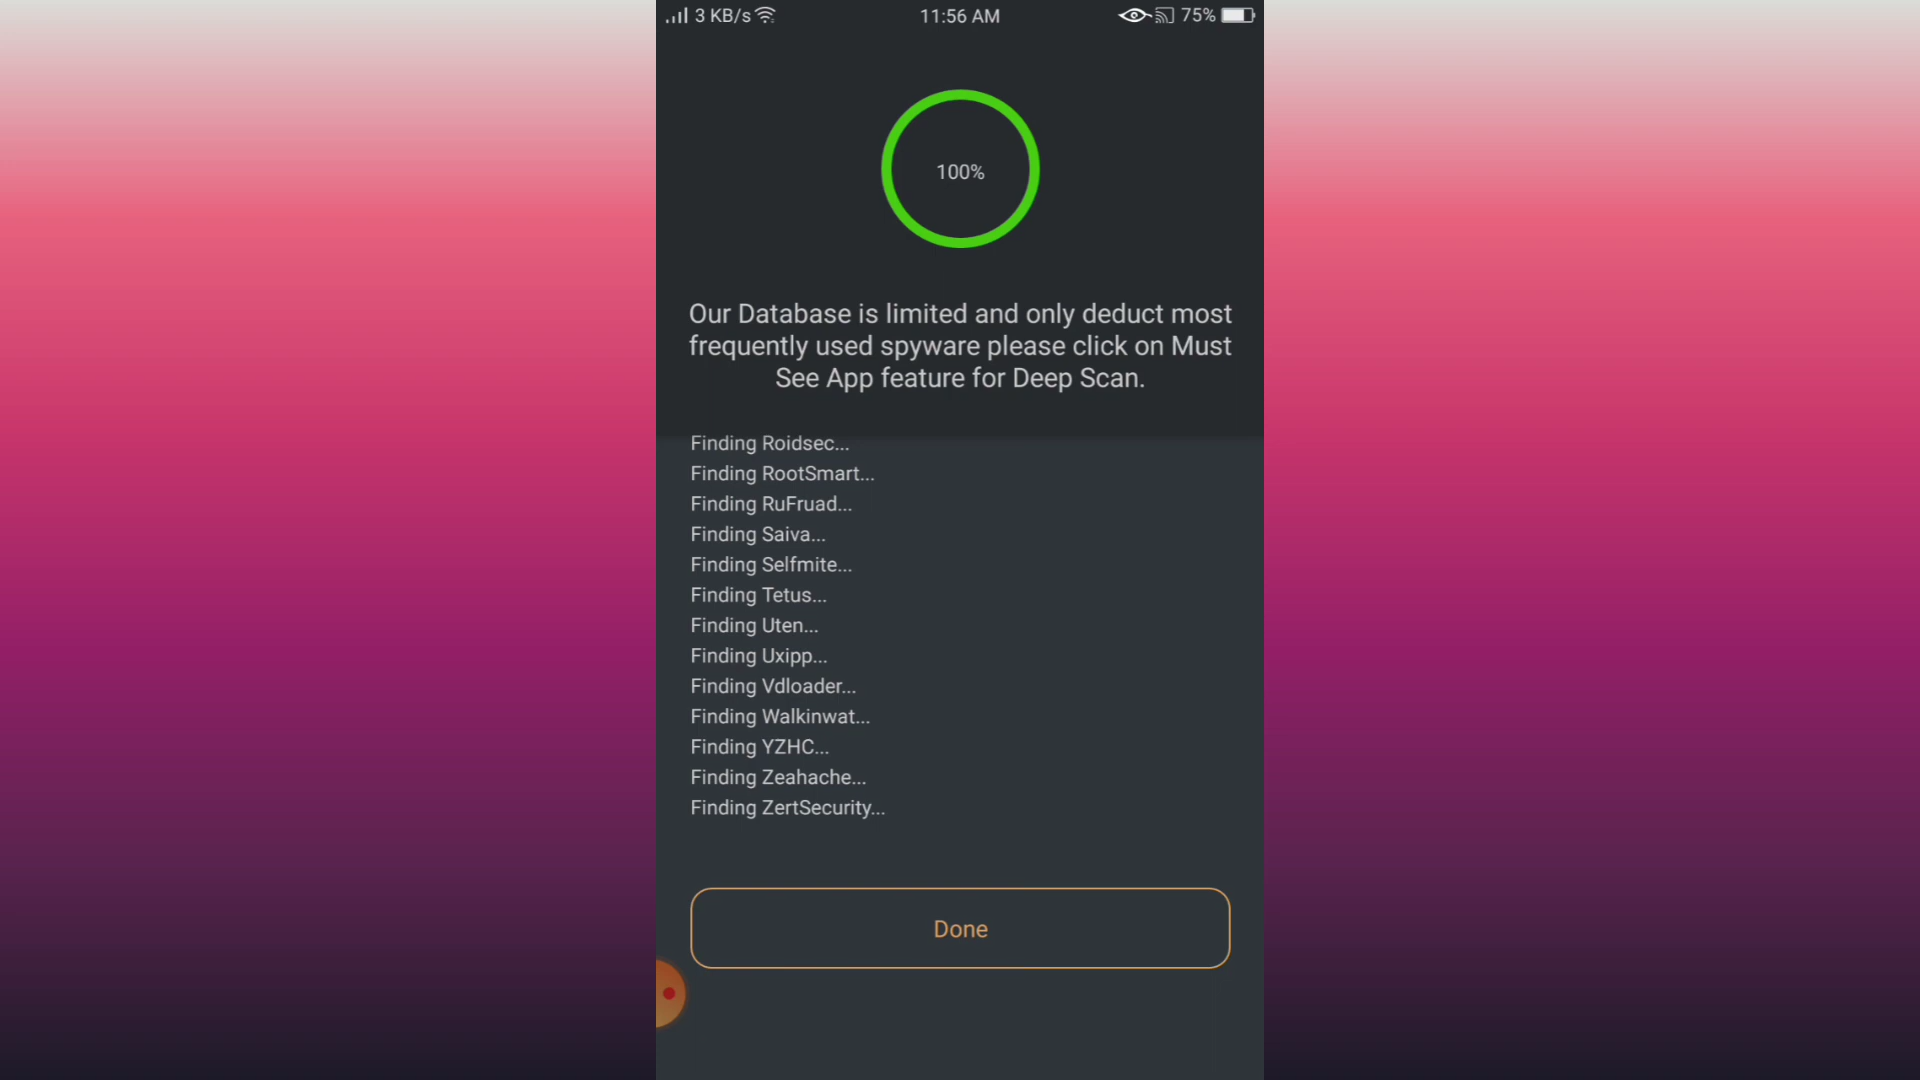 3 KB/s
11:56 AM
75%
100%
Our Database is limited and only deduct most
frequently used spyware please click on Must
See App feature for Deep Scan.
Finding Roidsec...
Finding RootSmart...
Finding RuFruad...
Finding Saiva...
Finding Selfmite...
Finding Tetus...
Finding Uten...
Finding Uxipp...
Finding Vdloader...
Finding Walkinwat...
Finding YZHC...
Finding Zeahache...
Finding ZertSecurity...
Done